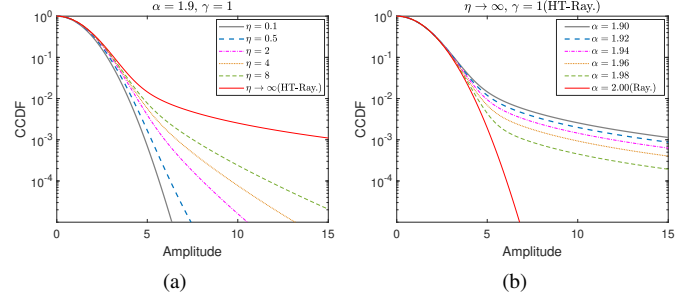 α = 1.9, γ = 1
10^0
10^-1
10^-2
10^-3
10^-4
CCDF
0
5
10
15
Amplitude
η = 0.1
η = 0.5
η = 2
η = 4
η = 8
η → ∞(HT-Ray.)
(a)
η → ∞, γ = 1(HT-Ray.)
10^0
10^-1
10^-2
10^-3
10^-4
CCDF
0
5
10
15
Amplitude
α = 1.90
α = 1.92
α = 1.94
α = 1.96
α = 1.98
α = 2.00(Ray.)
(b)